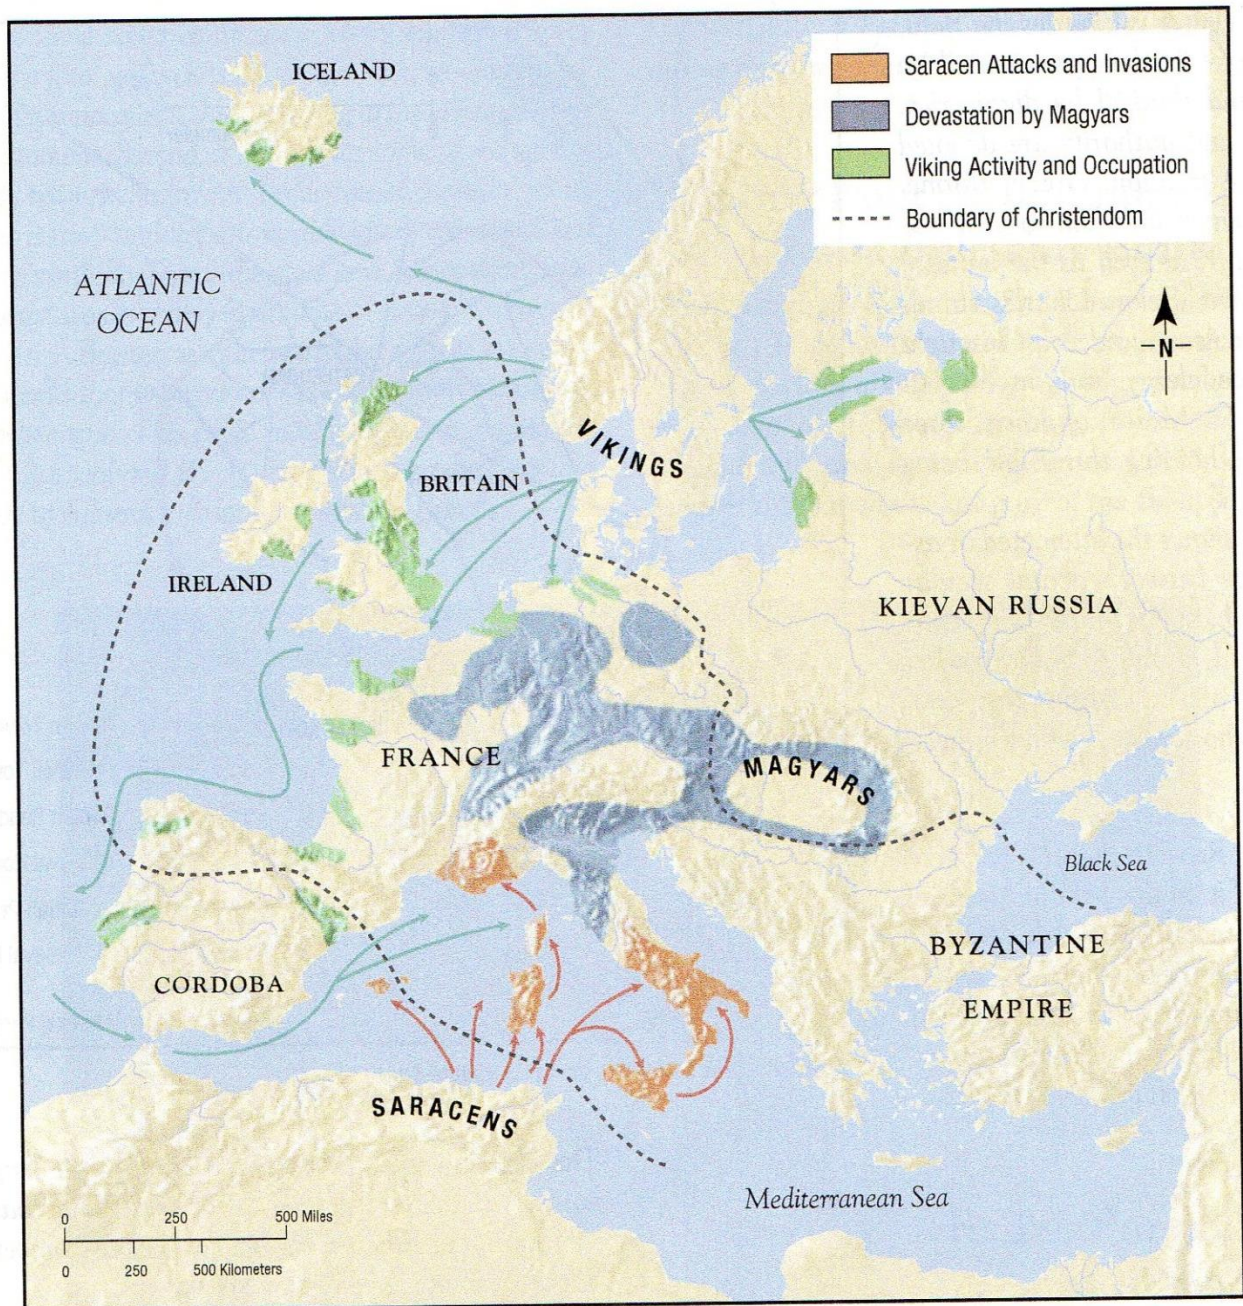 ICELAND
Saracen Attacks and Invasions
Devastation by Magyars
Viking Activity and Occupation
Boundary of Christendom
ATLANTIC
OCEAN
N
VIKINGS
BRITAIN
IRELAND
KIEVAN RUSSIA
FRANCE
MAGYARS
Black Sea
BYZANTINE
EMPIRE
CORDOBA
SARACENS
Mediterranean Sea
0 250 500 Miles
0 250 500 Kilometers